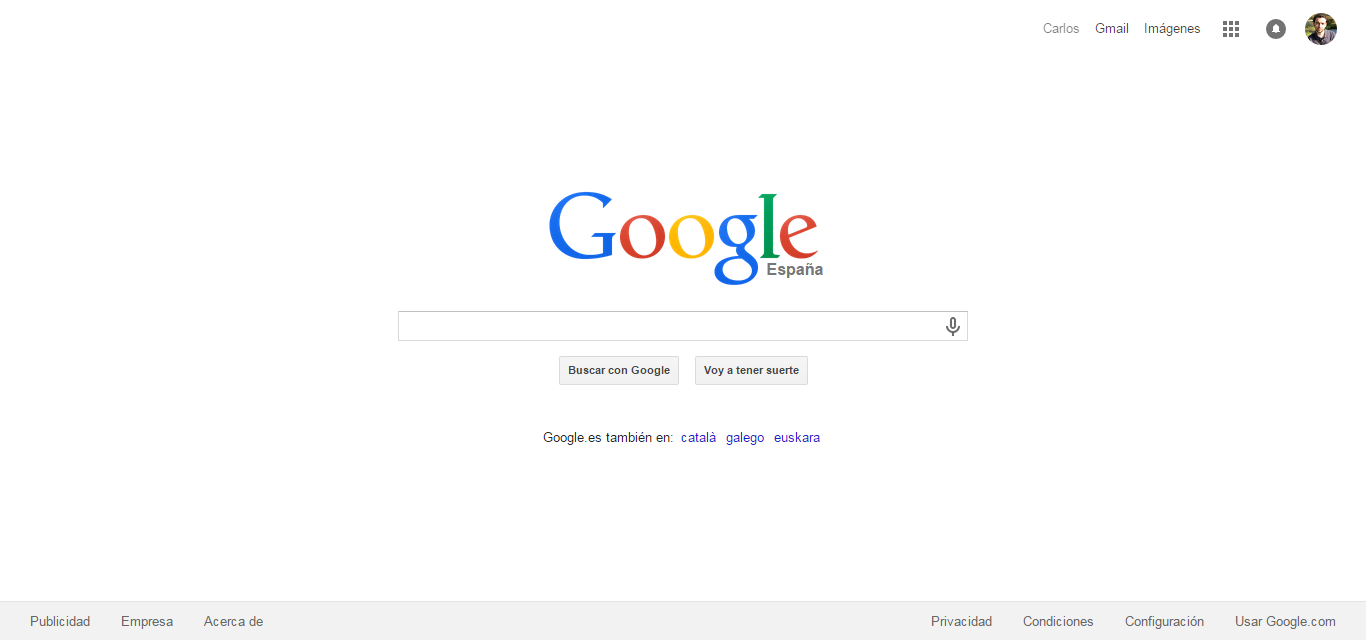 Carlos Gmail Imágenes
Google
España
Buscar con Google Voy a tener suerte
Google.es también en: català galego euskara
Publicidad Empresa Acerca de Privacidad Condiciones Configuración Usar Google.com